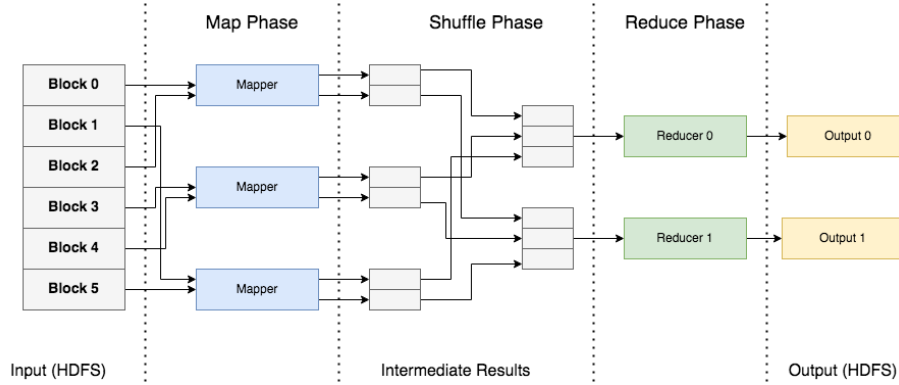 Map Phase
Shuffle Phase
Reduce Phase
Block 0
Block 1
Block 2
Block 3
Block 4
Block 5
Mapper
Mapper
Mapper
Reducer 0
Reducer 1
Output 0
Output 1
Input (HDFS)
Intermediate Results
Output (HDFS)